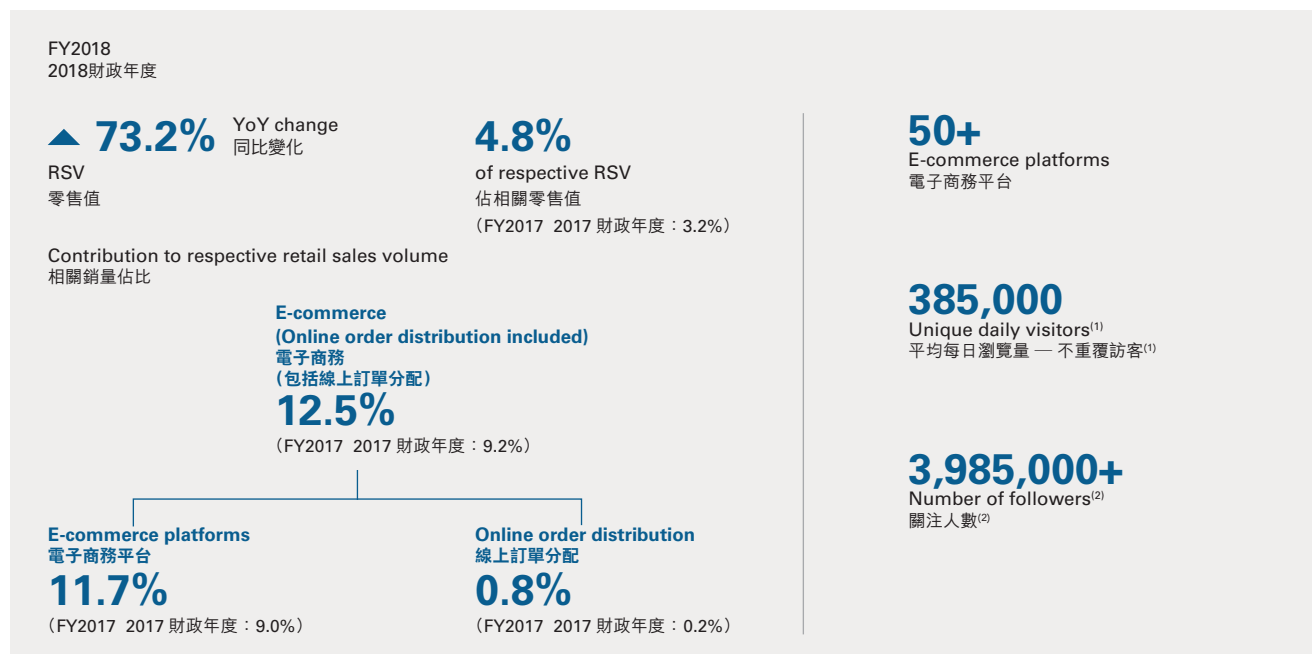 FY2018
2018財政年度
73.2%
YoY change
同比變化
RSV
零售值
4.8%
of respective RSV
佔相關零售值
（FY2017 2017 財政年度：3.2%）
Contribution to respective retail sales volume
相關銷量佔比
E-commerce
(Online order distribution included)
電子商務
(包括線上訂單分配)
12.5%
（FY2017 2017 財政年度：9.2%）
E-commerce platforms
電子商務平台
11.7%
（FY2017 2017 財政年度：9.0%）
Online order distribution
線上訂單分配
0.8%
（FY2017 2017 財政年度：0.2%）
50+
E-commerce platforms
電子商務平台
385,000
Unique daily visitors(1)
平均每日瀏覽量 — 不重覆訪客(1)
3,985,000+
Number of followers(2)
關注人數(2)